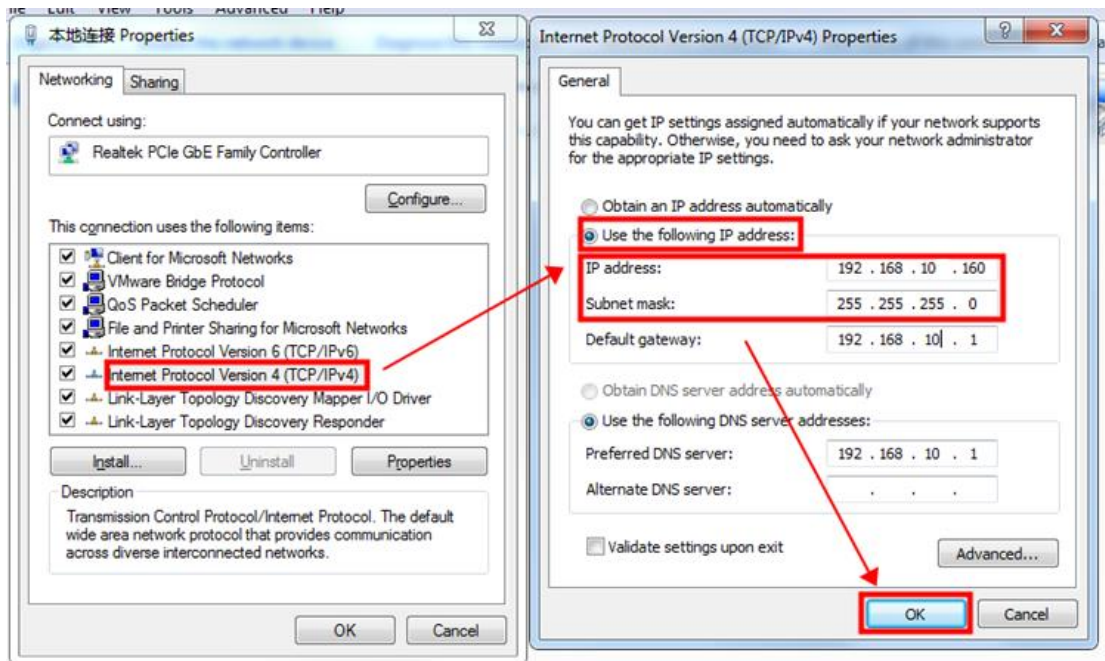 File Edit View Tools Advanced Help
本地连接 Properties
Networking
Sharing
Connect using:
Realtek PCIe GbE Family Controller
Configure...
This connection uses the following items:
Client for Microsoft Networks
VMware Bridge Protocol
QoS Packet Scheduler
File and Printer Sharing for Microsoft Networks
Internet Protocol Version 6 (TCP/IPv6)
Internet Protocol Version 4 (TCP/IPv4)
Link-Layer Topology Discovery Mapper I/O Driver
Link-Layer Topology Discovery Responder
Install...
Uninstall
Properties
Description
Transmission Control Protocol/Internet Protocol. The default
wide area network protocol that provides communication
across diverse interconnected networks.
OK
Cancel
Internet Protocol Version 4 (TCP/IPv4) Properties
General
You can get IP settings assigned automatically if your network supports
this capability. Otherwise, you need to ask your network administrator
for the appropriate IP settings.
Obtain an IP address automatically
Use the following IP address:
IP address: 192 . 168 . 10 . 160
Subnet mask: 255 . 255 . 255 . 0
Default gateway: 192 . 168 . 10 . 1
Obtain DNS server address automatically
Use the following DNS server addresses:
Preferred DNS server: 192 . 168 . 10 . 1
Alternate DNS server: . . .
Validate settings upon exit
Advanced...
OK
Cancel